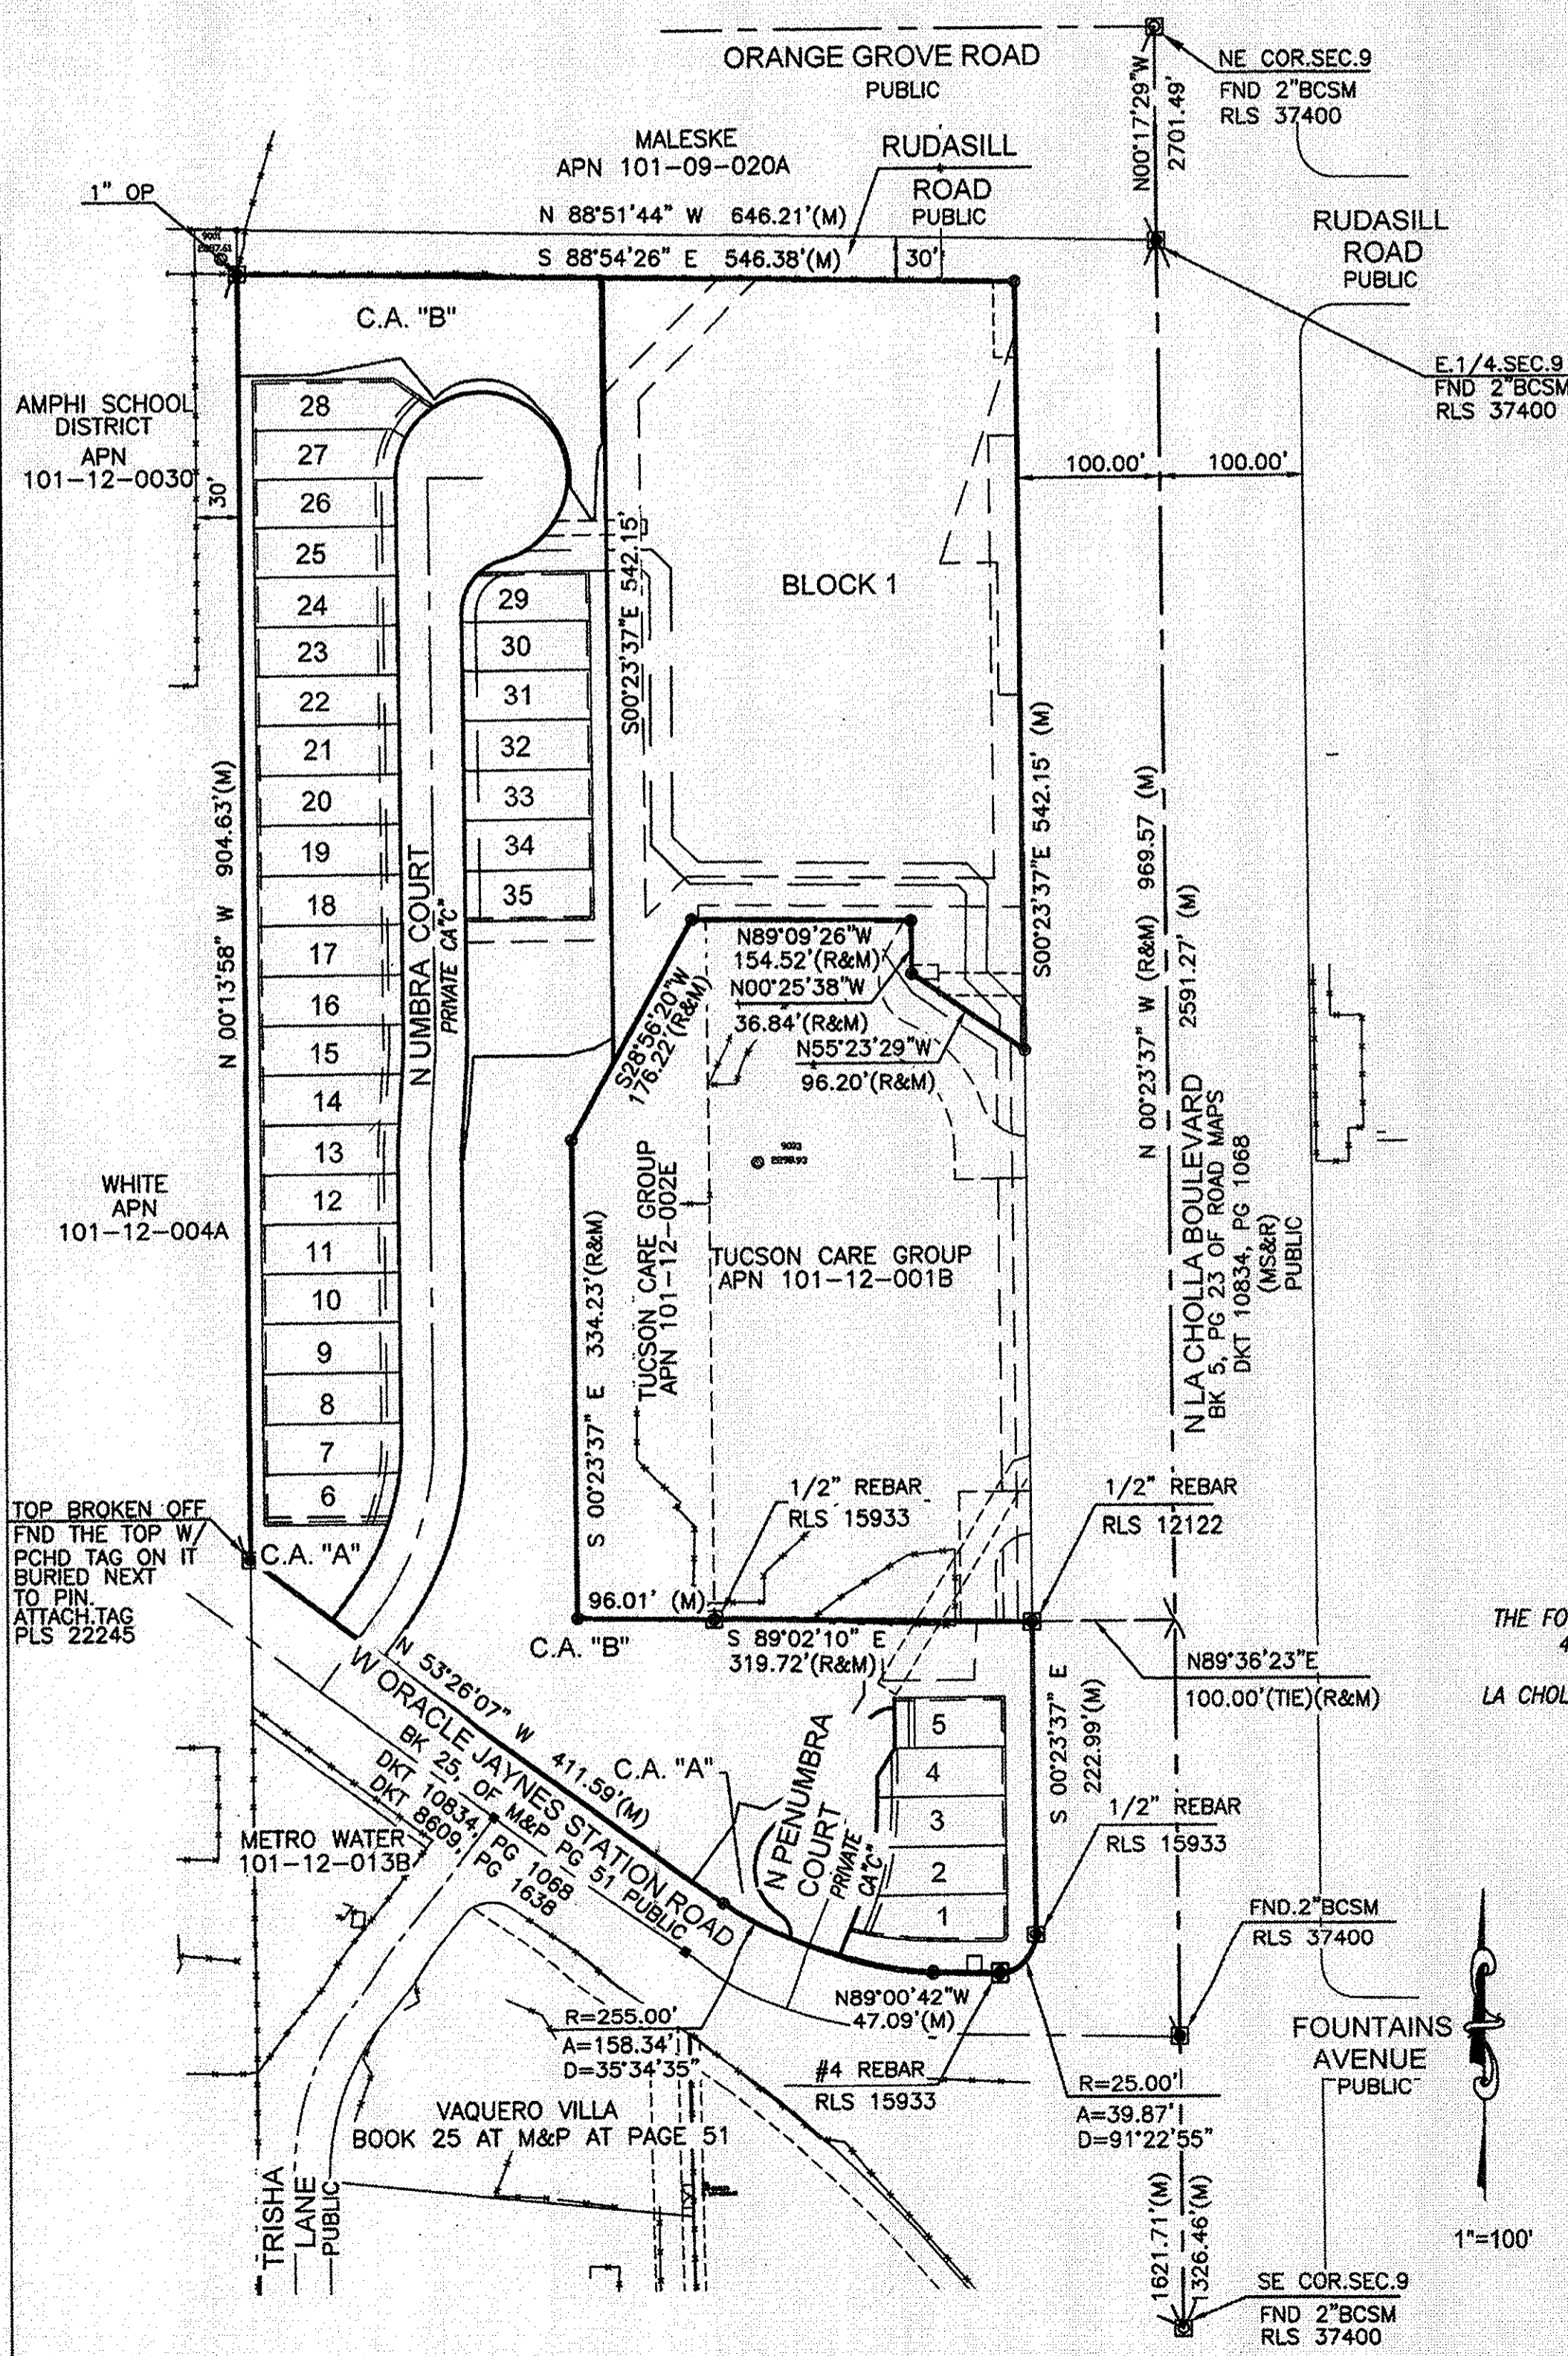 ORANGE GROVE ROAD
PUBLIC
N00°17'29"W
2701.49'
NE COR.SEC.9
FND 2"BCSM
RLS 37400
MALESKE
APN 101-09-020A
RUDASILL
ROAD
PUBLIC
1" OP
N 88°51'44" W 646.21'(M)
S 88°54'26" E 546.38'(M)
30'
RUDASILL
ROAD
PUBLIC
E.1/4.SEC.9
FND 2"BCSM
RLS 37400
C.A. "B"
AMPHI SCHOOL
DISTRICT
APN
101-12-0030
30'
100.00'
100.00'
28
27
26
25
24
23
22
21
20
19
18
17
16
15
14
13
12
11
10
9
8
7
6
29
30
31
32
33
34
35
BLOCK 1
S00°23'37"E 542.15'
S00°23'37"E 542.15' (M)
N 00°13'58" W 904.63'(M)
N UMBRA COURT
PRIVATE CA"C"
N 00°23'37" W (R&M) 969.57 (M)
2591.27' (M)
N LA CHOLLA BOULEVARD
BK 5, PG 23 OF ROAD MAPS
DKT 10834, PG 1068
(MS&R)
PUBLIC
N89°09'26"W
154.52'(R&M)
N00°25'38"W
36.84'(R&M)
N55°23'29"W
96.20'(R&M)
S28°56'20"W
176.22'(R&M)
WHITE
APN
101-12-004A
TUCSON CARE GROUP
APN 101-12-002E
TUCSON CARE GROUP
APN 101-12-001B
S 00°23'37" E 334.23'(R&M)
1/2" REBAR
RLS 15933
1/2" REBAR
RLS 12122
TOP BROKEN OFF
FND THE TOP W/
PCHD TAG ON IT
BURIED NEXT
TO PIN.
ATTACH.TAG
PLS 22245
C.A. "A"
96.01' (M)
C.A. "B"
S 89°02'10" E
319.72'(R&M)
N89°36'23"E
100.00'(TIE)(R&M)
THE FO
4
LA CHOL
N 53°26'07" W 411.59'(M)
W ORACLE JAYNES STATION ROAD
BK 25, OF M&P PG 51 PUBLIC
DKT 10834, PG 1068
DKT 8609, PG 1638
C.A. "A"
N PENUMBRA
COURT
PRIVATE
CA"C"
5
4
3
2
1
S 00°23'37" E
222.99'(M)
1/2" REBAR
RLS 15933
METRO WATER
101-12-013B
FND.2"BCSM
RLS 37400
N89°00'42"W
47.09'(M)
R=255.00'
A=158.34'
D=35°34'35"
#4 REBAR
RLS 15933
R=25.00'
A=39.87'
D=91°22'55"
FOUNTAINS
AVENUE
PUBLIC
VAQUERO VILLA
BOOK 25 AT M&P AT PAGE 51
TRISHA
LANE
PUBLIC
1621.71'(M)
1326.46'(M)
1"=100'
SE COR.SEC.9
FND 2"BCSM
RLS 37400